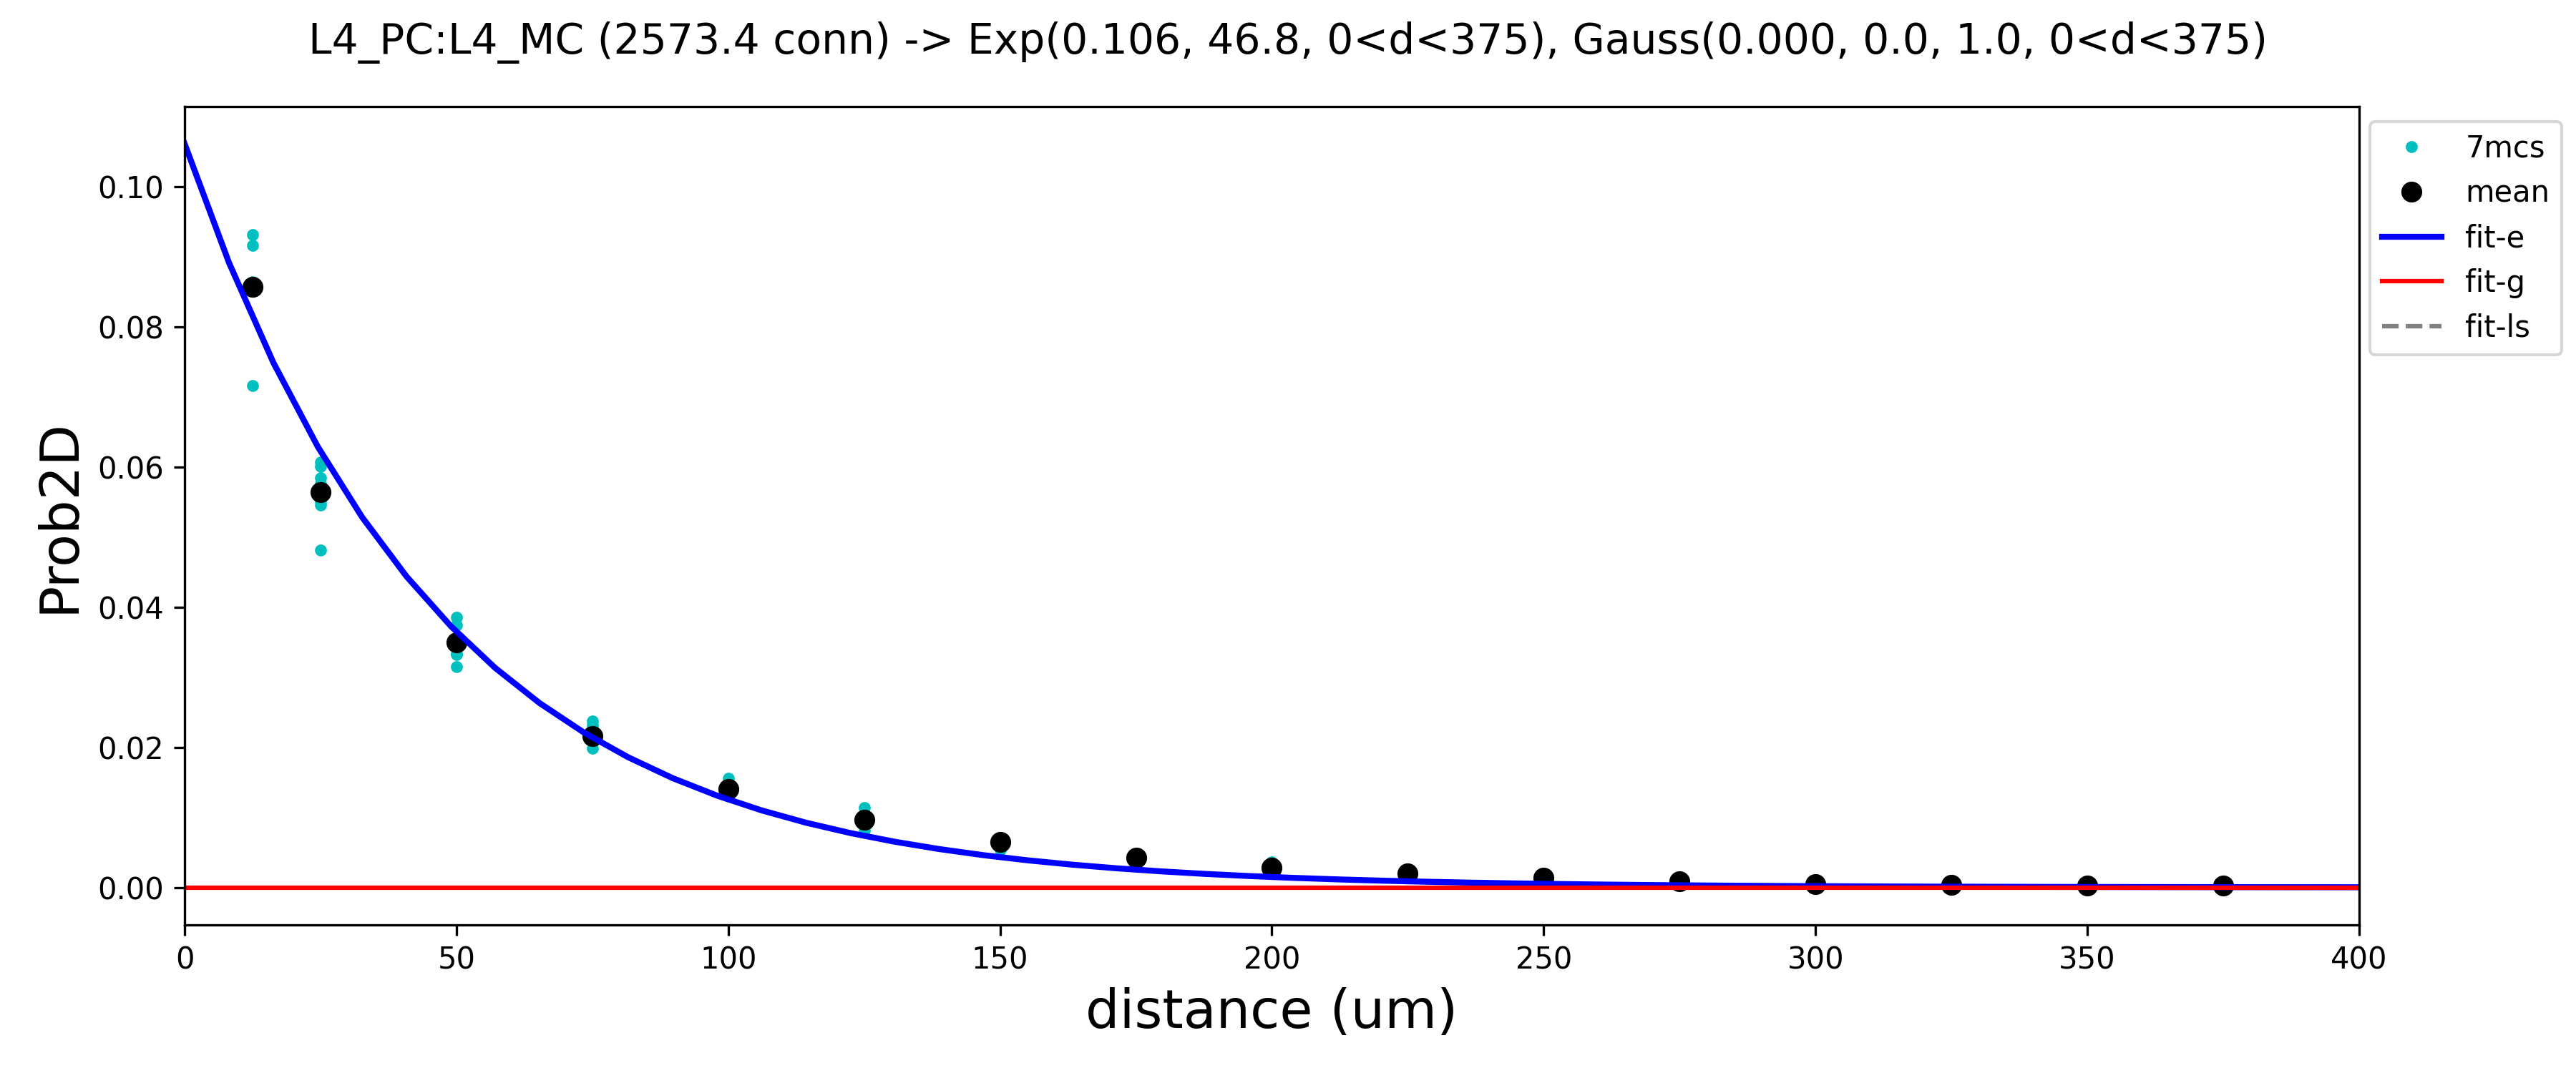 L4_PC:L4_MC (2573.4 conn) -> Exp(0.106, 46.8, 0<d<375), Gauss(0.000, 0.0, 1.0, 0<d<375)
7mcs
mean
fit-e
fit-g
fit-ls
Prob2D
0.10
0.08
0.06
0.04
0.02
0.00
0 50 100 150 200 250 300 350 400
distance (um)